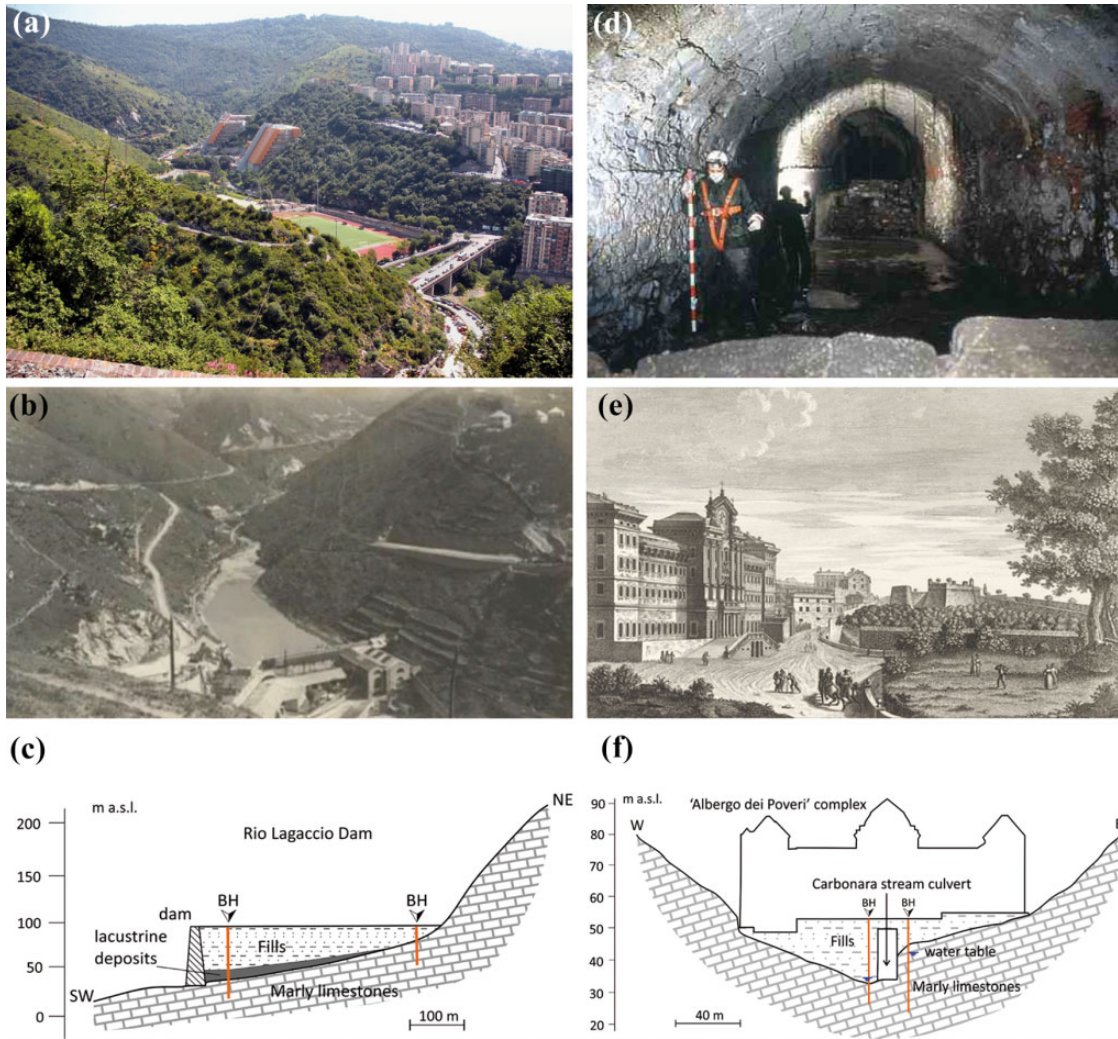 (a)
(d)
(b)
(e)
(c)
m a.s.l.
NE
200
Rio Lagaccio Dam
150
BH
BH
dam
100
lacustrine
deposits
Fills
50
Marly limestones
SW
0
100 m
(f)
90
m a.s.l.
'Albergo dei Poveri' complex
W
80
70
Carbonara stream culvert
60
BH
BH
50
Fills
water table
40
Marly limestones
30
20
40 m